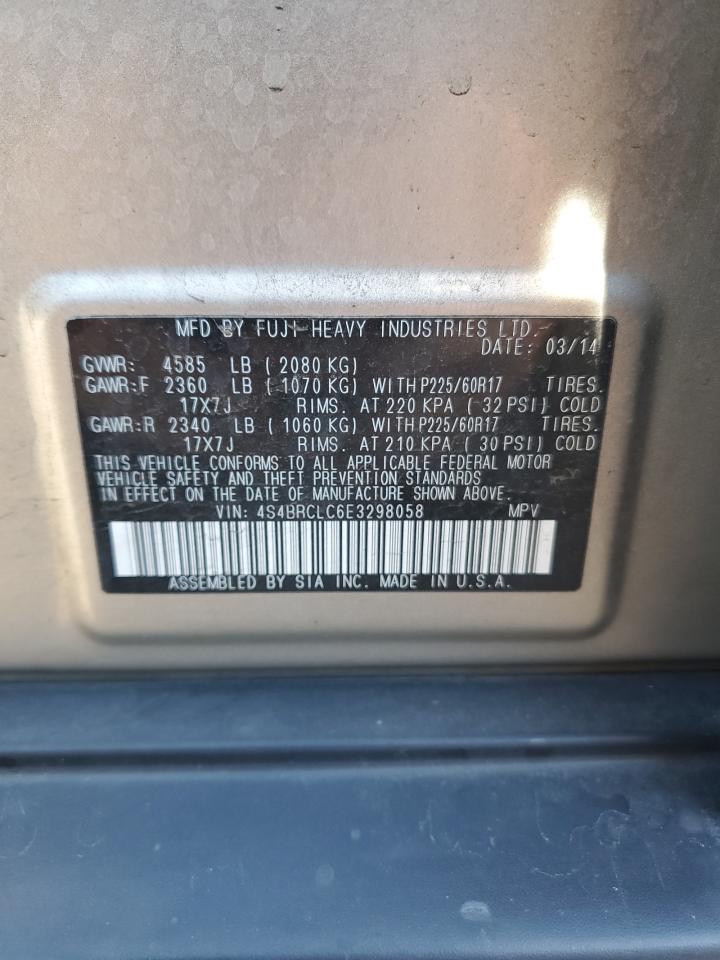 MFD BY FUJI HEAVY INDUSTRIES LTD.
DATE: 03/14
GVWR: 4585 LB ( 2080 KG)
GAWR:F 2360 LB ( 1070 KG) WITH P225/60R17 TIRES.
17X7J RIMS. AT 220 KPA ( 32 PSI) COLD
GAWR:R 2340 LB ( 1060 KG) WITH P225/60R17 TIRES.
17X7J RIMS. AT 210 KPA ( 30 PSI) COLD
THIS VEHICLE CONFORMS TO ALL APPLICABLE FEDERAL MOTOR
VEHICLE SAFETY AND THEFT PREVENTION STANDARDS
IN EFFECT ON THE DATE OF MANUFACTURE SHOWN ABOVE.
VIN: 4S4BRCLC6E3298058 MPV
ASSEMBLED BY SIA INC. MADE IN U.S.A.